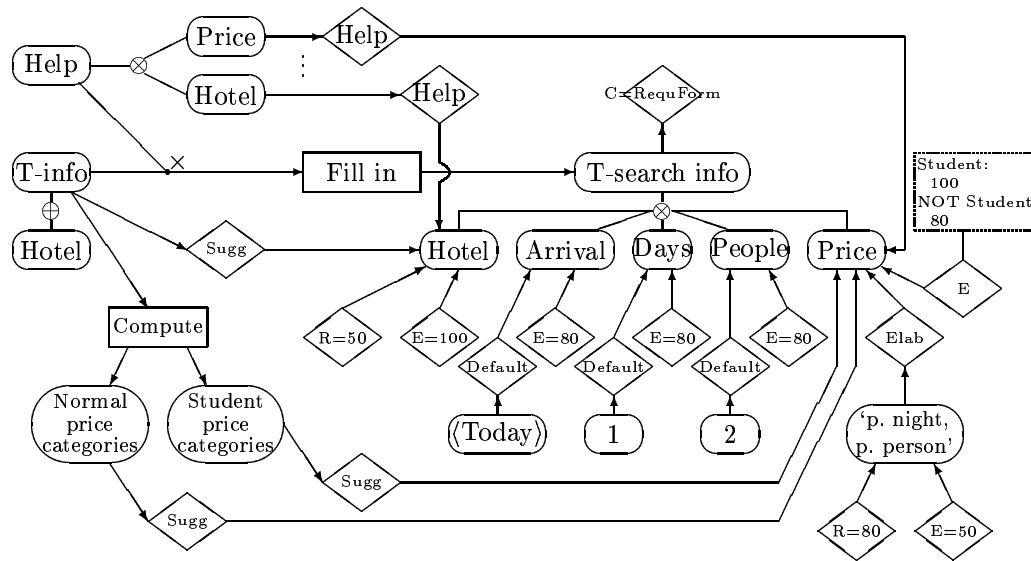 Price
Help
Help
Hotel
Help
C=RequForm
T-info
Fill in
T-search info
Student:
100
NOT Student
80
Hotel
Sugg
Hotel
Arrival
Days
People
Price
E
Compute
R=50
E=100
E=80
E=80
E=80
Elab
Default
Default
Default
Normal
price
categories
Student
price
categories
⟨Today⟩
1
2
‘p. night,
p. person’
Sugg
Sugg
R=80
E=50